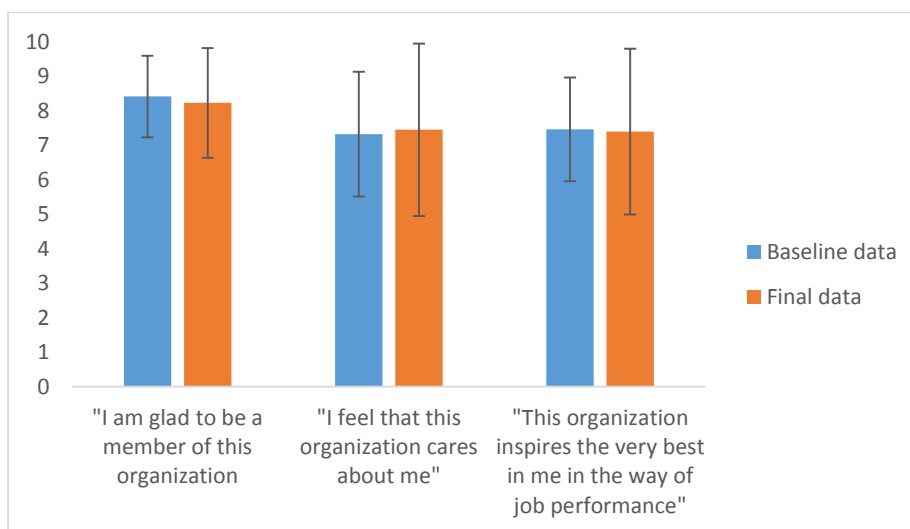 10
9
8
7
6
5
4
3
2
1
0
Baseline data
Final data
"I am glad to be a
member of this
organization
"I feel that this
organization cares
about me"
"This organization
inspires the very best
in me in the way of
job performance"